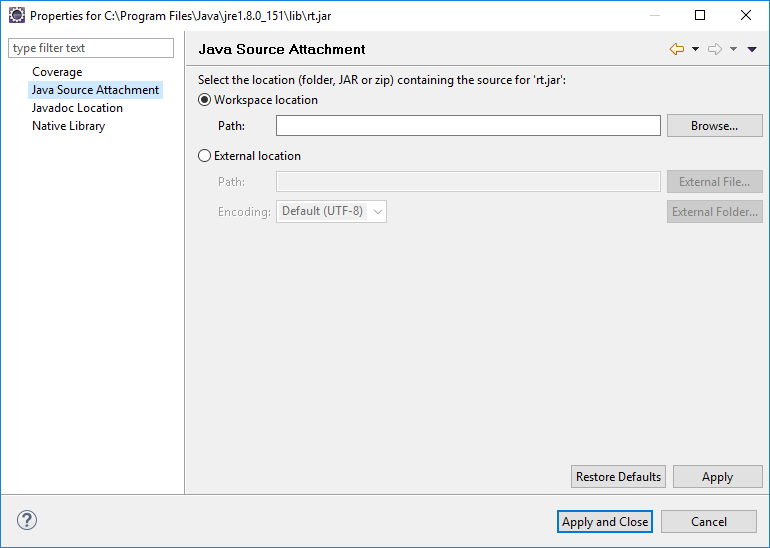 Properties for C:\Program Files\Java\jre1.8.0_151\lib\rt.jar
type filter text
Coverage
Java Source Attachment
Javadoc Location
Native Library
Java Source Attachment
Select the location (folder, JAR or zip) containing the source for 'rt.jar':
Workspace location
Path:
Browse...
External location
Path:
External File...
Encoding: Default (UTF-8)
External Folder...
Restore Defaults
Apply
?
Apply and Close
Cancel